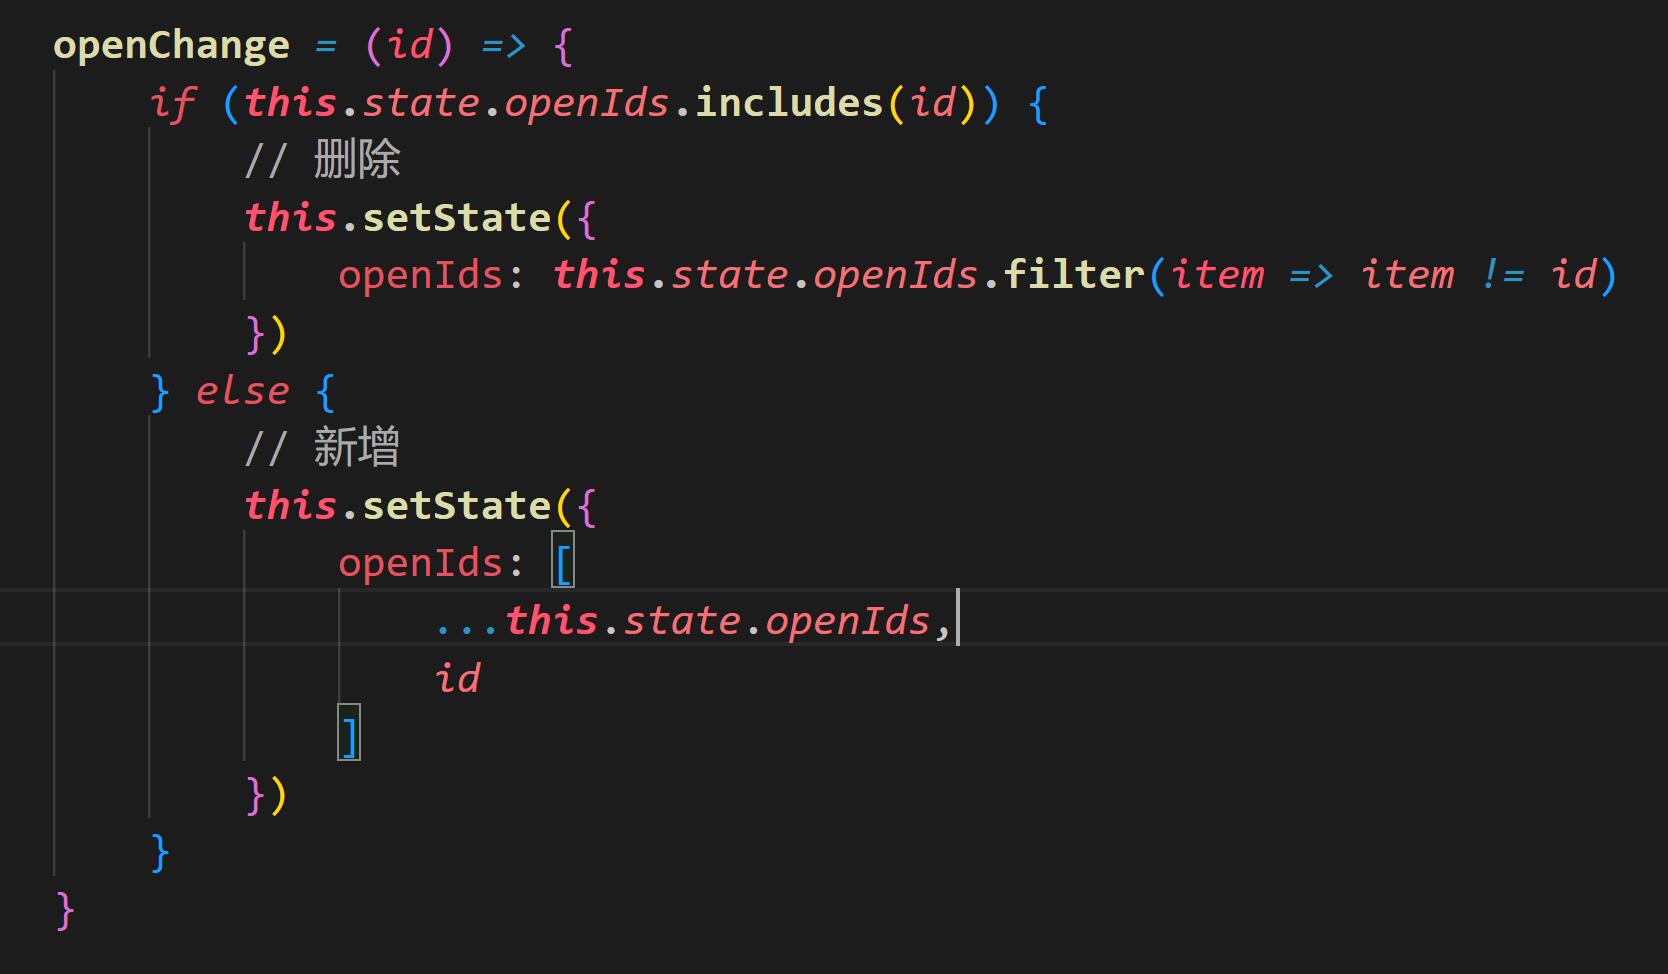 openChange = (id) => {
    if (this.state.openIds.includes(id)) {
        // 删除
        this.setState({
            openIds: this.state.openIds.filter(item => item != id)
        })
    } else {
        // 新增
        this.setState({
            openIds: [
                ...this.state.openIds,
                id
            ]
        })
    }
}